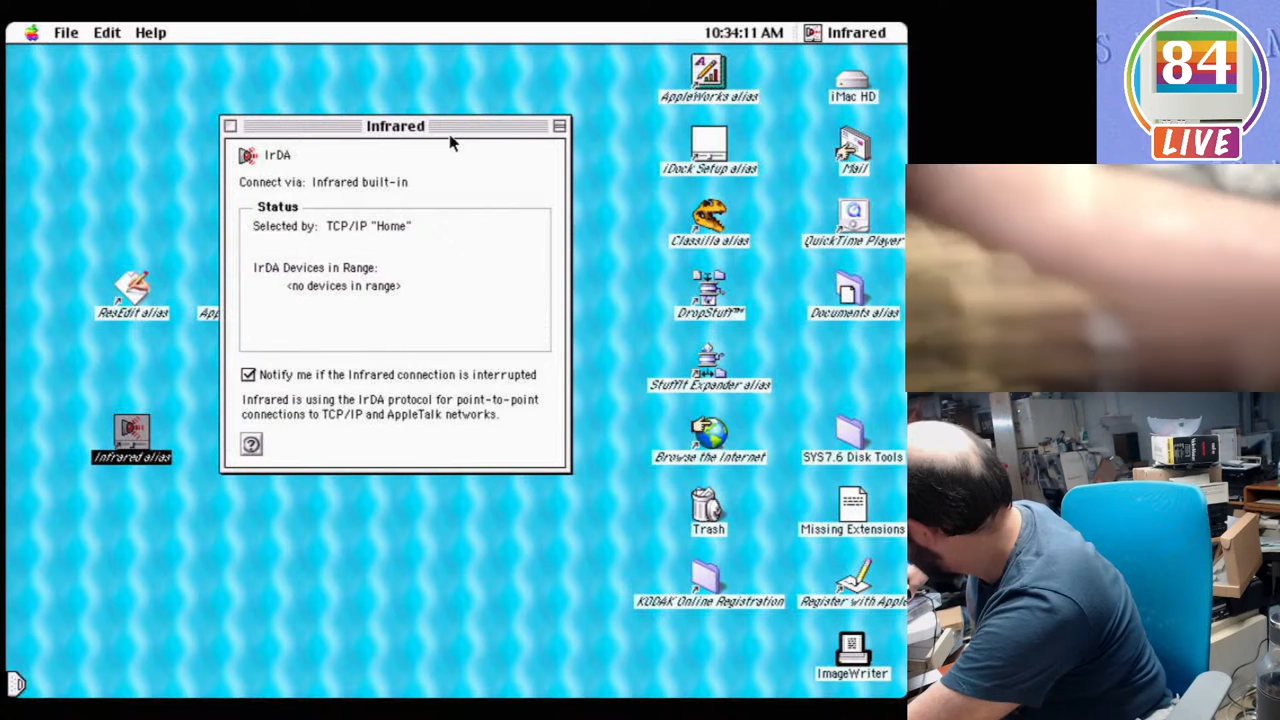 File Edit Help
10:34:11 AM Infrared
84
LIVE
Infrared
IrDA
Connect via: Infrared built-in
Status
Selected by: TCP/IP "Home"
IrDA Devices in Range:
<no devices in range>
Notify me if the Infrared connection is interrupted
Infrared is using the IrDA protocol for point-to-point
connections to TCP/IP and AppleTalk networks.
?
ResEdit alias
App
Infrared alias
AppleWorks alias
iMac HD
iDock Setup alias
Mail
Classilla alias
QuickTime Player
DropStuff™
Documents alias
StuffIt Expander alias
Browse the Internet
SYS7.6 Disk Tools
Trash
Missing Extensions
KODAK Online Registration
Register with Apple
ImageWriter